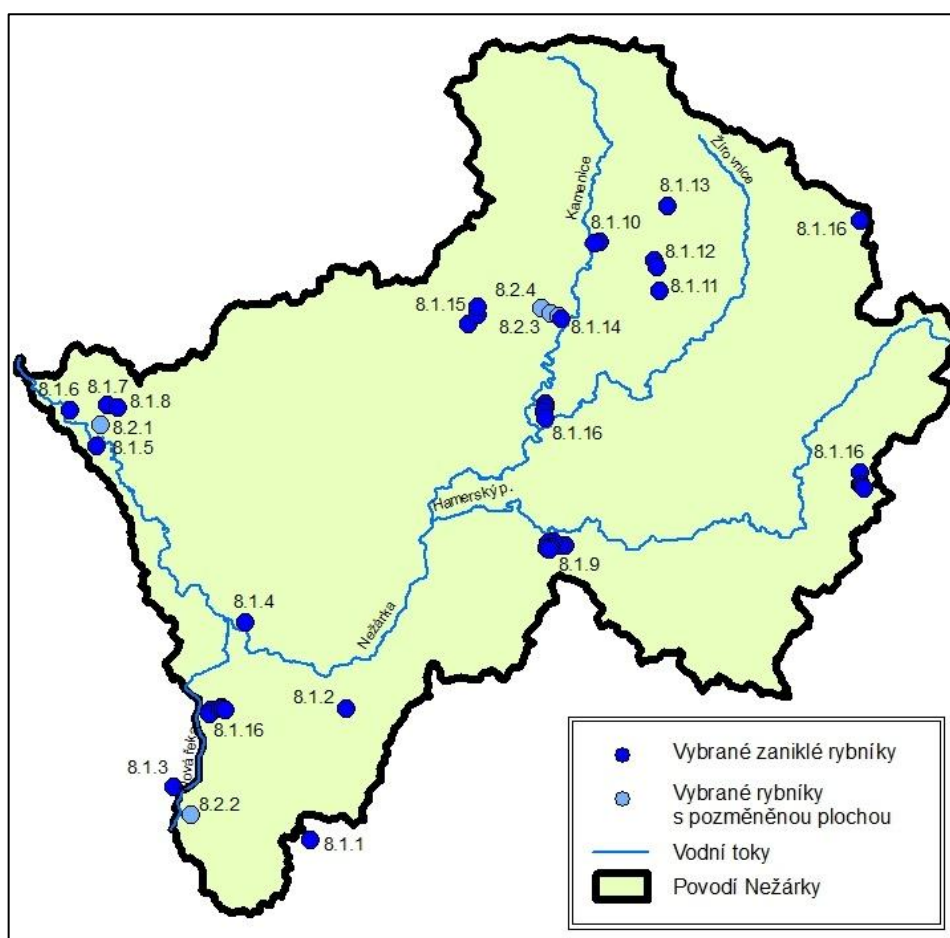 Kamenice
Žirovnice
8.1.13
8.1.10
8.1.16
8.1.12
8.1.11
8.2.4
8.1.15
8.2.3
8.1.14
8.1.6
8.1.7
8.1.8
8.2.1
8.1.5
8.1.16
8.1.16
Hamerský p.
8.1.9
8.1.4
Nežárka
8.1.2
8.1.16
8.1.3
8.2.2
8.1.1
Vybrané zaniklé rybníky
Vybrané rybníky
s pozměněnou plochou
Vodní toky
Povodí Nežárky